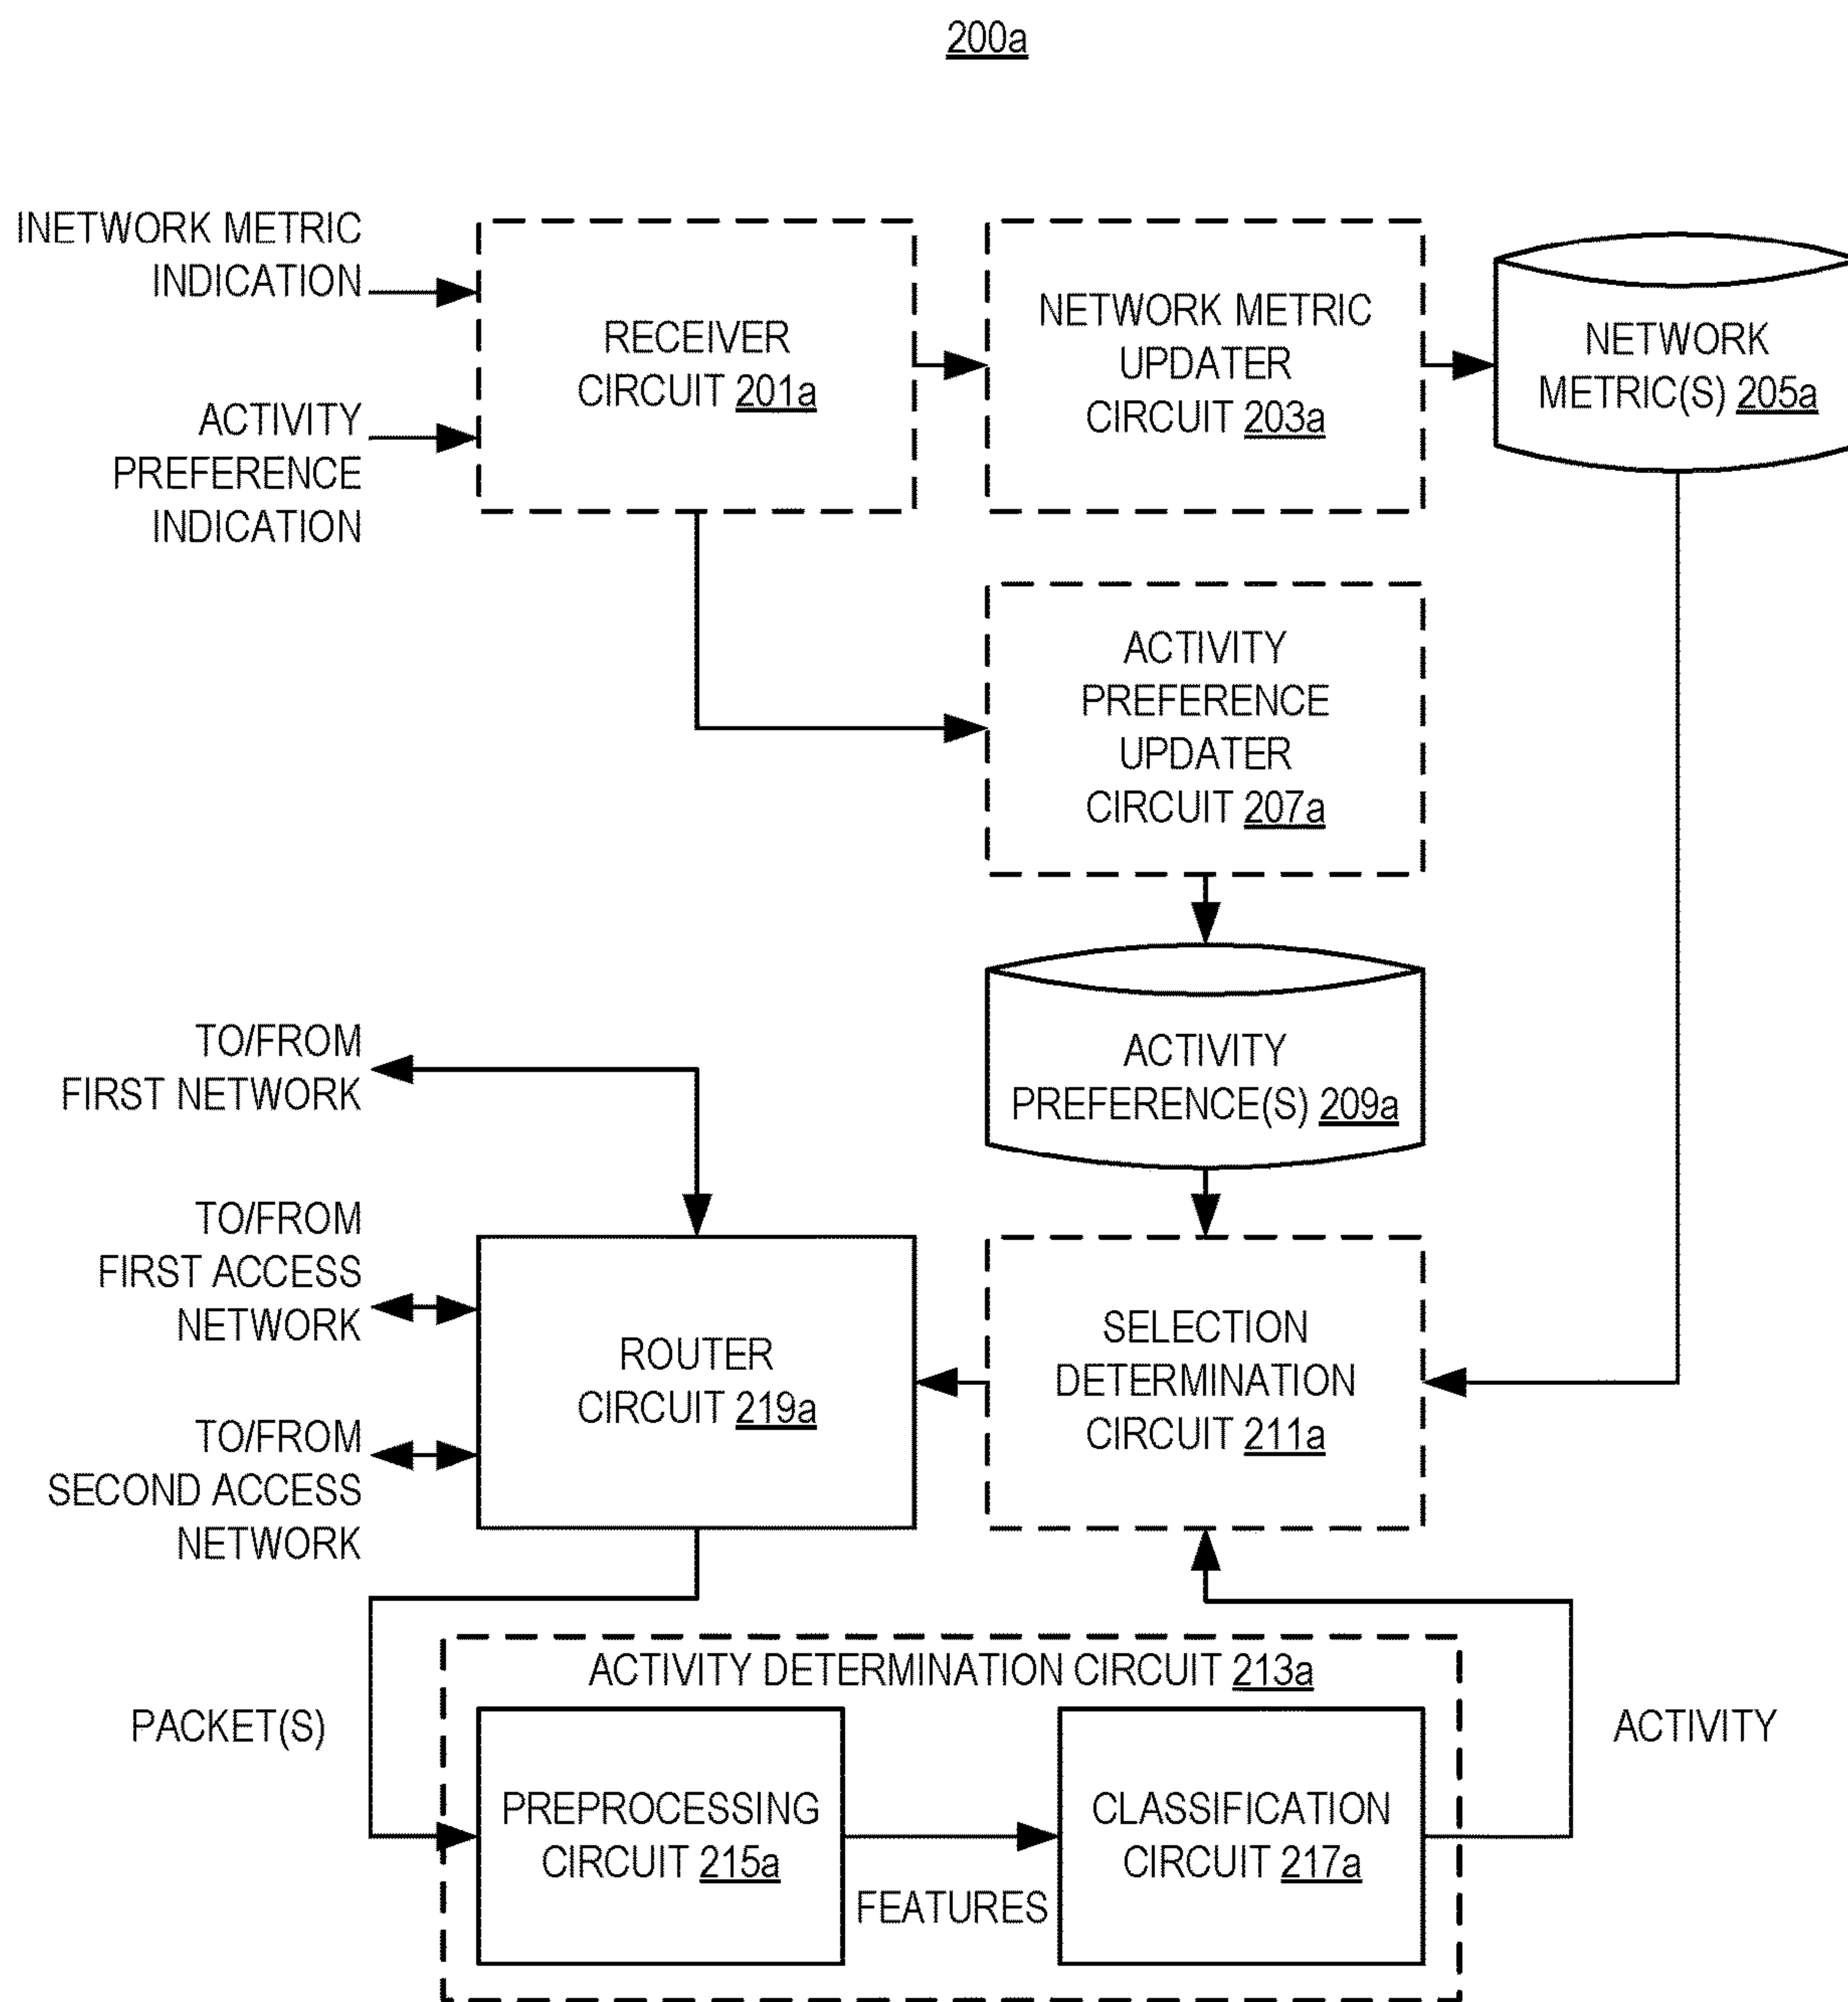 200a
INETWORK METRIC
INDICATION
ACTIVITY
PREFERENCE
INDICATION
RECEIVER
CIRCUIT 201a
NETWORK METRIC
UPDATER
CIRCUIT 203a
NETWORK
METRIC(S) 205a
ACTIVITY
PREFERENCE
UPDATER
CIRCUIT 207a
ACTIVITY
PREFERENCE(S) 209a
TO/FROM
FIRST NETWORK
TO/FROM
FIRST ACCESS
NETWORK
TO/FROM
SECOND ACCESS
NETWORK
ROUTER
CIRCUIT 219a
SELECTION
DETERMINATION
CIRCUIT 211a
PACKET(S)
ACTIVITY DETERMINATION CIRCUIT 213a
PREPROCESSING
CIRCUIT 215a
FEATURES
CLASSIFICATION
CIRCUIT 217a
ACTIVITY